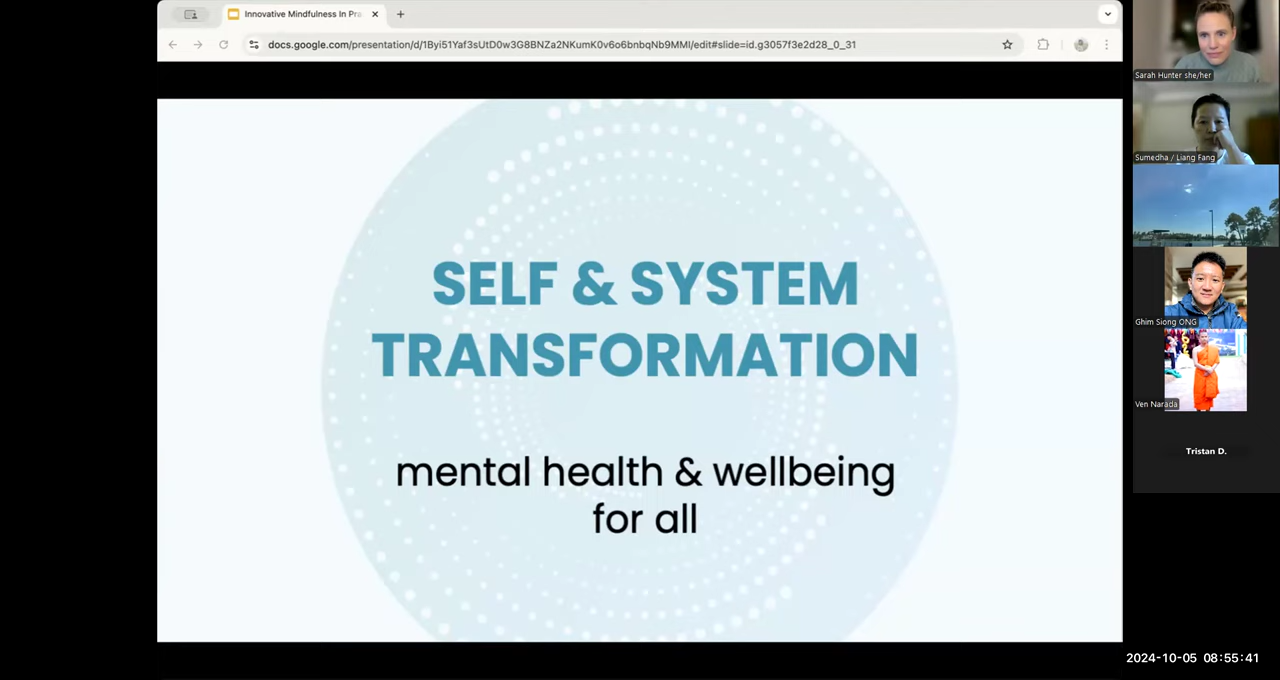 Innovative Mindfulness In Pra
docs.google.com/presentation/d/1Byi51Yaf3sUtD0w3G8BNZa2NKumK0v6o6bnbqNb9MMI/edit#slide=id.g3057f3e2d28_0_31
SELF & SYSTEM
TRANSFORMATION
mental health & wellbeing
for all
Sarah Hunter she/her
Sumedha / Liang Fang
Ghim Siong ONG
Ven Narada
Tristan D.
2024-10-05 08:55:41